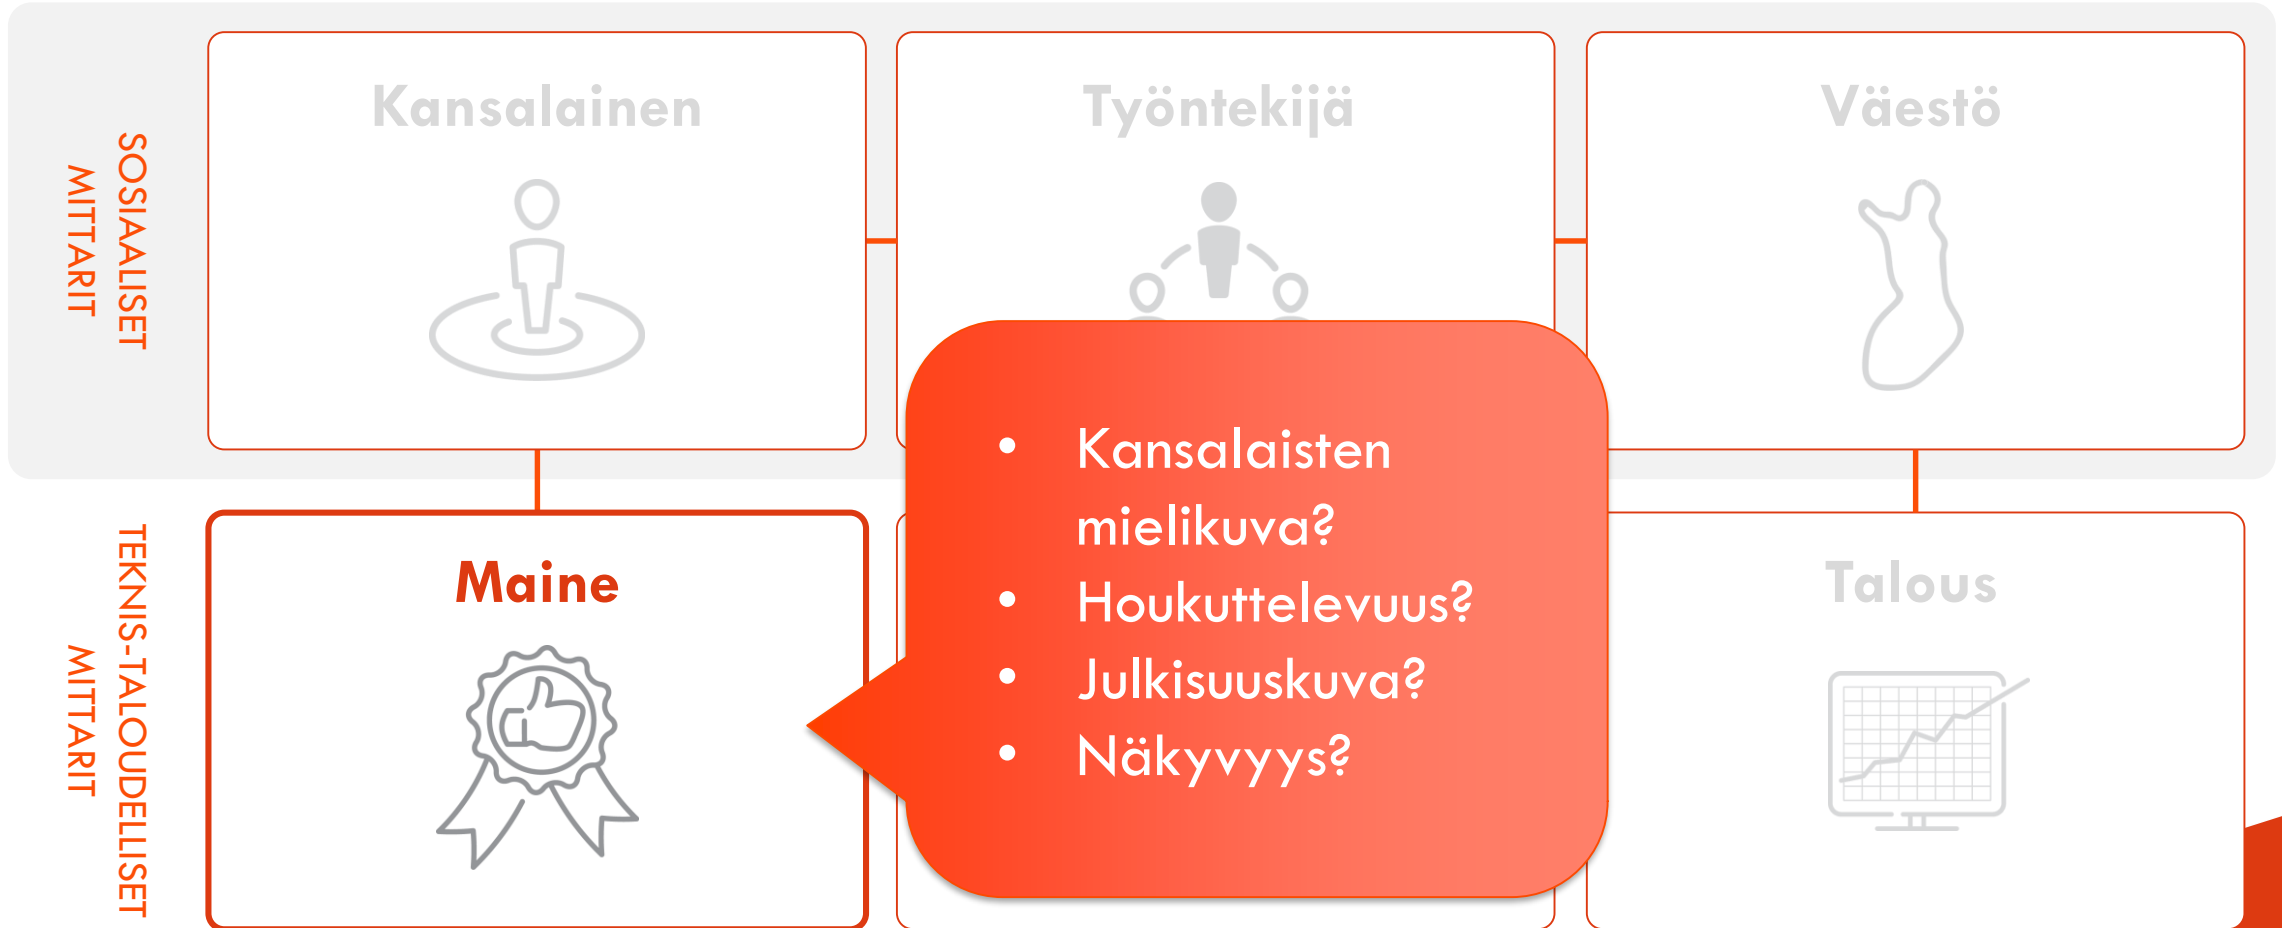 SOSIAALISET
MITTARIT
Kansalainen
Työntekijä
Väestö
TEKNIS-TALOUDELLISET
MITTARIT
Maine
• Kansalaisten
mielikuva?
• Houkuttelevuus?
• Julkisuuskuva?
• Näkyvyys?
Talous